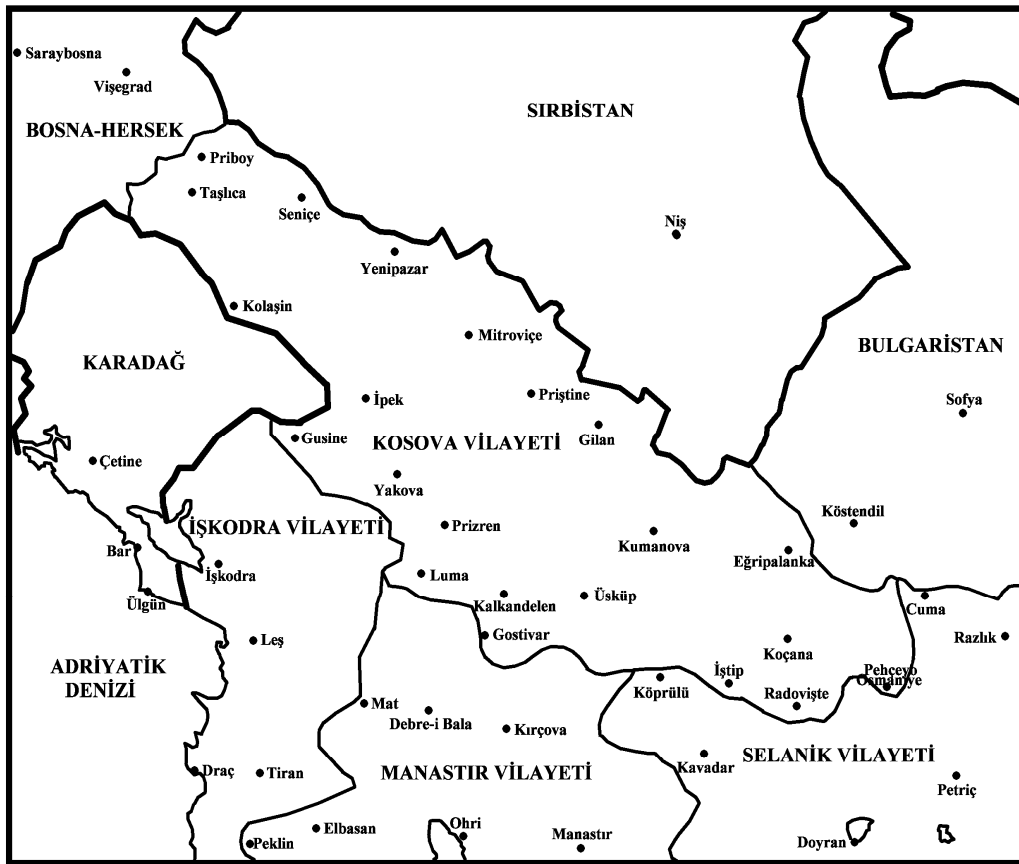 Saraybosna
Vişegrad
BOSNA-HERSEK
SIRBİSTAN
Priboy
Taşlıca
Seniçe
Niş
Yenipazar
Kolaşin
Mitroviçe
KARADAĞ
BULGARİSTAN
İpek
Priştine
Sofya
Gusine
KOSOVA VİLAYETİ
Gilan
Çetine
Yakova
Köstendil
İŞKODRA VİLAYETİ
Prizren
Kumanova
Bar
Eğripalanka
İşkodra
Luma
Ülgün
Kalkandelen
Üsküp
Cuma
Gostivar
Leş
Razlık
Koçana
ADRİYATİK
DENİZİ
Pehçevo
Osmaniye
İştip
Köprülü
Radovişte
Mat
Debre-i Bala
Kırçova
SELANİK VİLAYETİ
Kavadar
Draç
Tiran
MANASTIR VİLAYETİ
Petriç
Elbasan
Ohri
Manastır
Doyran
Peklin